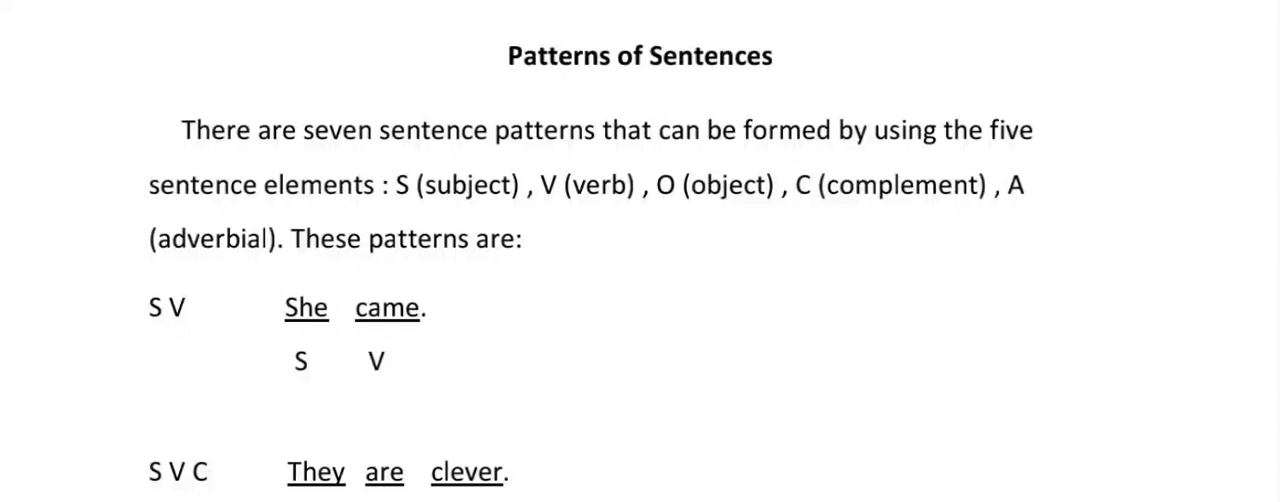 Patterns of Sentences
There are seven sentence patterns that can be formed by using the five
sentence elements : S (subject) , V (verb) , O (object) , C (complement) , A
(adverbial). These patterns are:
S V She came.
S V
S V C They are clever.